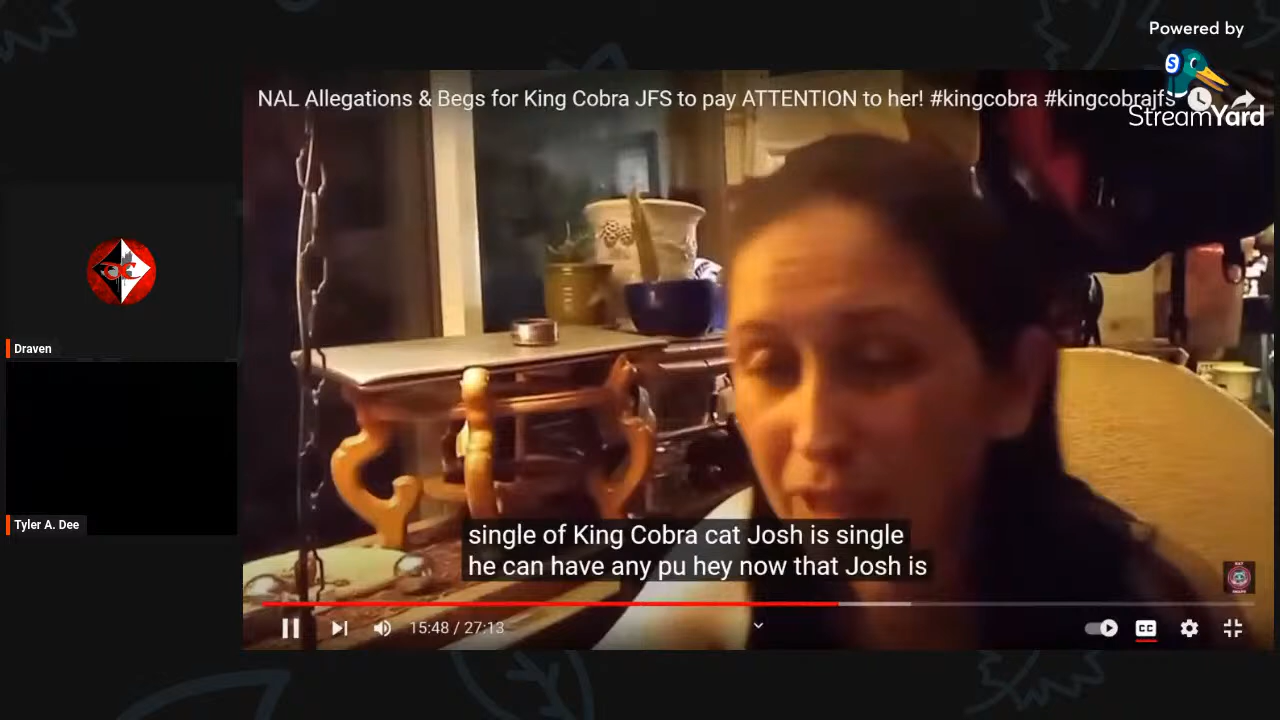 Powered by
StreamYard
NAL Allegations & Begs for King Cobra JFS to pay ATTENTION to her! #kingcobra #kingcobrajfs
Draven
Tyler A. Dee
single of King Cobra cat Josh is single
he can have any pu hey now that Josh is
15:48 / 27:13
CC